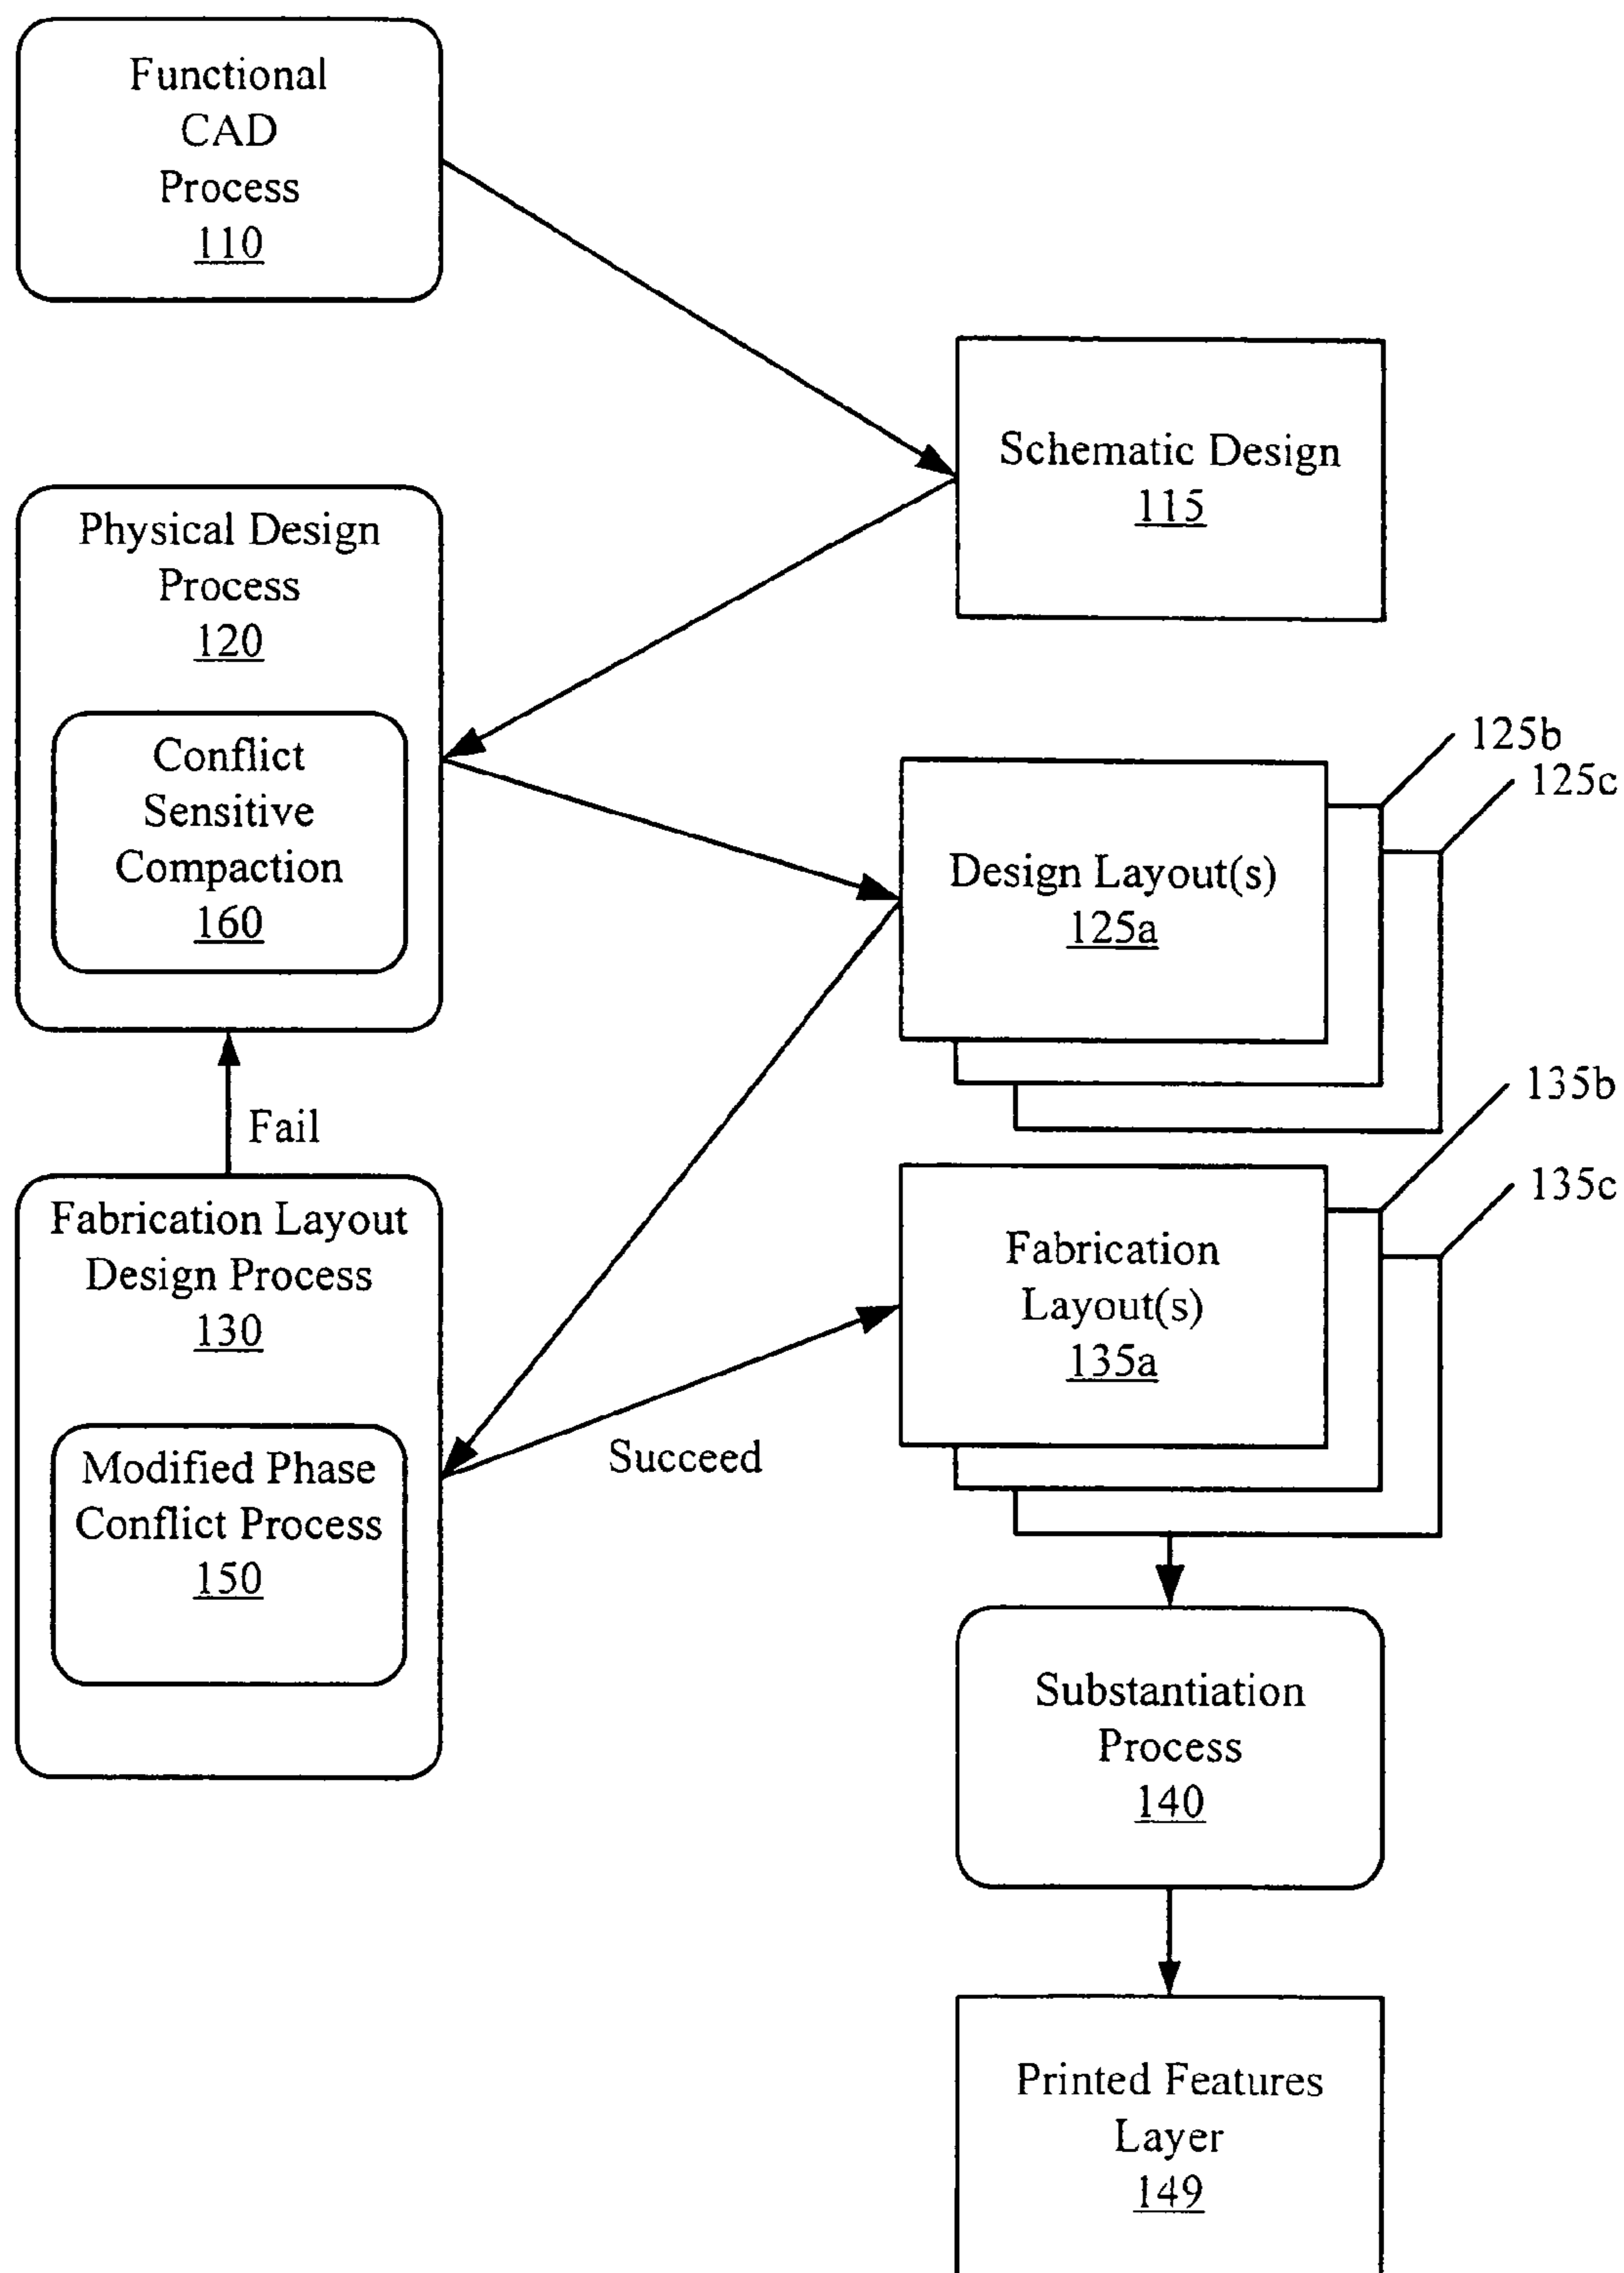 Functional
CAD
Process
110
Schematic Design
115
Physical Design
Process
120
Conflict
Sensitive
Compaction
160
125b
125c
Design Layout(s)
125a
Fail
135b
135c
Fabrication Layout
Design Process
130
Fabrication
Layout(s)
135a
Succeed
Modified Phase
Conflict Process
150
Substantiation
Process
140
Printed Features
Layer
149